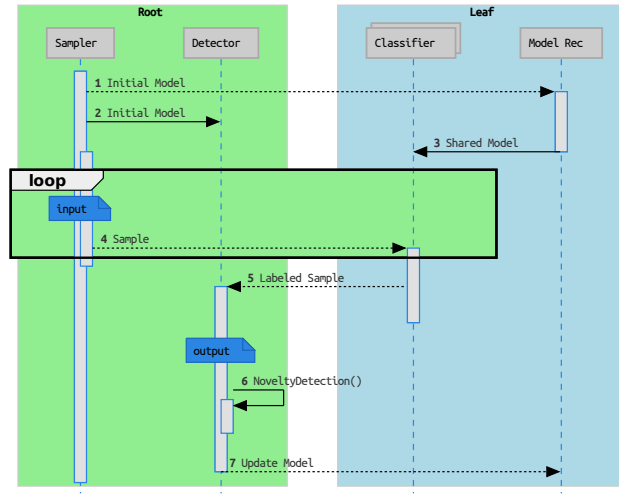 Root
Leaf
Sampler
Detector
Classifier
Model Rec
1 Initial Model
2 Initial Model
3 Shared Model
loop
input
4 Sample
5 Labeled Sample
output
6 NoveltyDetection()
7 Update Model